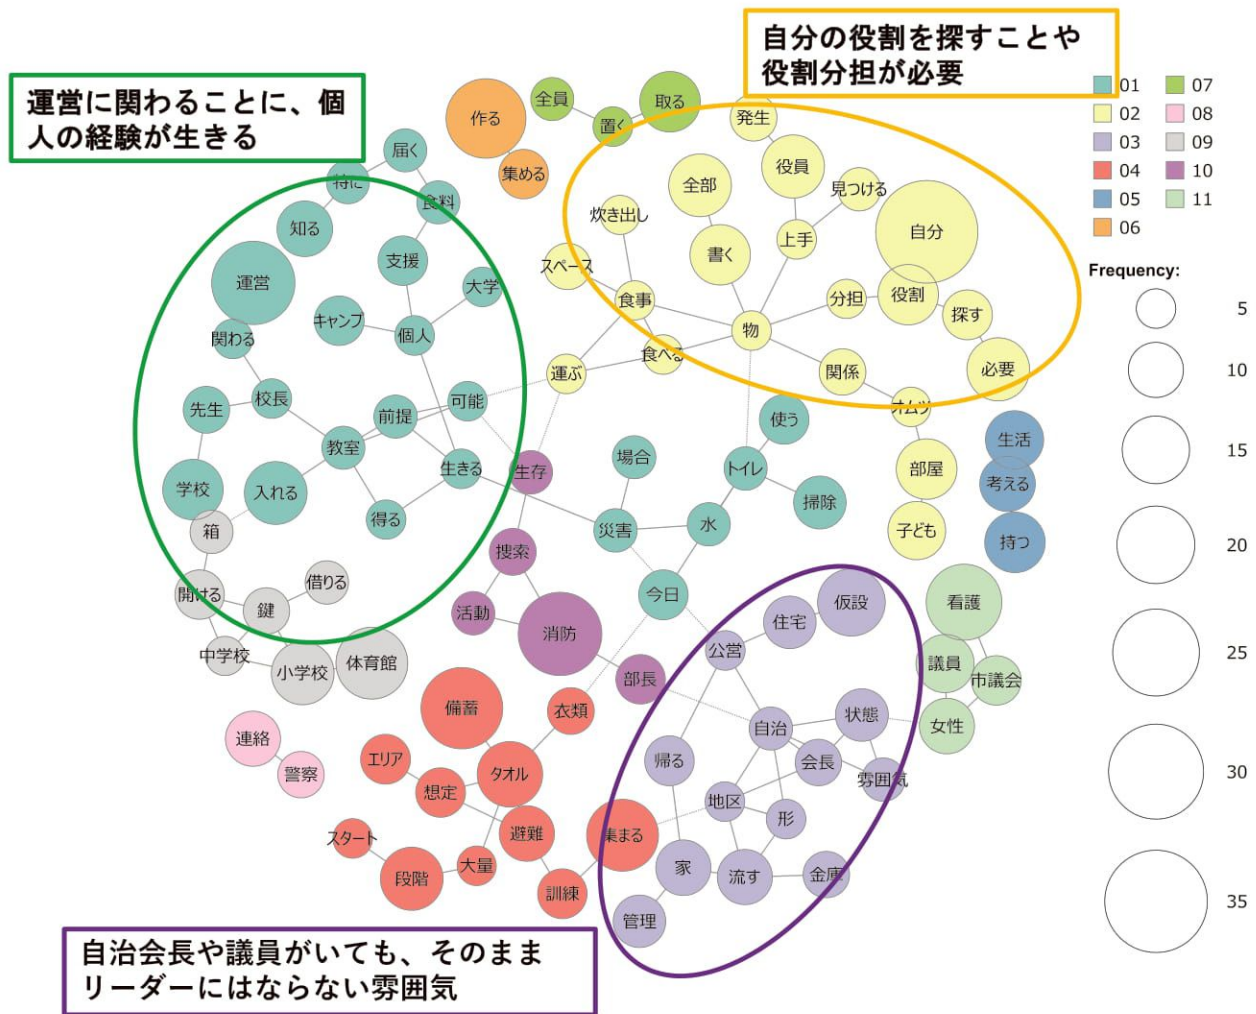 自分の役割を探すことや
役割分担が必要
運営に関わることに、個
人の経験が生きる
01
02
03
04
05
06
07
08
09
10
11
Frequency:
5
10
15
20
25
30
35
作る
集める
全員
置く
取る
発生
役員
見つける
全部
炊き出し
書く
上手
自分
スペース
食事
分担
役割
探す
物
食べる
運ぶ
関係
必要
オムツ
部屋
子ども
届く
特に
食料
知る
支援
運営
大学
キャンプ
個人
関わる
校長
先生
前提
可能
教室
生きる
学校
入れる
得る
箱
開ける
鍵
借りる
中学校
小学校
体育館
生存
捜索
活動
消防
部長
場合
災害
水
トイレ
使う
掃除
今日
生活
考える
持つ
看護
議員
市議会
女性
仮設
住宅
公営
自治
状態
会長
雰囲気
帰る
地区
形
家
流す
金庫
管理
連絡
警察
備蓄
衣類
エリア
想定
タオル
避難
集まる
スタート
段階
大量
訓練
自治会長や議員がいても、そのまま
リーダーにはならない雰囲気